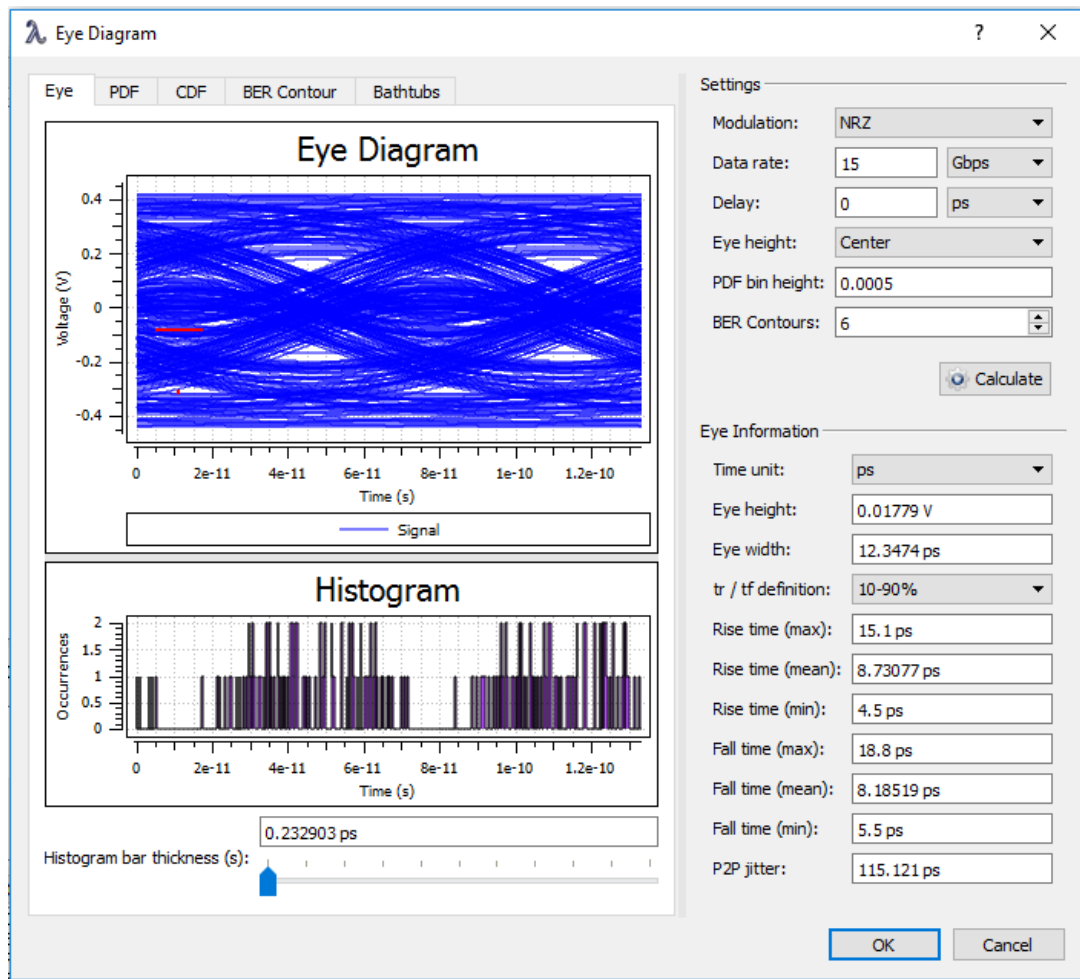 Eye Diagram
?
Eye PDF CDF BER Contour Bathtubs
Eye Diagram
Voltage (V)
0.4
0.2
0
-0.2
-0.4
0 2e-11 4e-11 6e-11 8e-11 1e-10 1.2e-10
Time (s)
Signal
Histogram
Occurrences
2
1.5
1
0.5
0
0 2e-11 4e-11 6e-11 8e-11 1e-10 1.2e-10
Time (s)
0.232903 ps
Histogram bar thickness (s):
Settings
Modulation: NRZ
Data rate: 15 Gbps
Delay: 0 ps
Eye height: Center
PDF bin height: 0.0005
BER Contours: 6
Calculate
Eye Information
Time unit: ps
Eye height: 0.01779 V
Eye width: 12.3474 ps
tr / tf definition: 10-90%
Rise time (max): 15.1 ps
Rise time (mean): 8.73077 ps
Rise time (min): 4.5 ps
Fall time (max): 18.8 ps
Fall time (mean): 8.18519 ps
Fall time (min): 5.5 ps
P2P jitter: 115.121 ps
OK Cancel